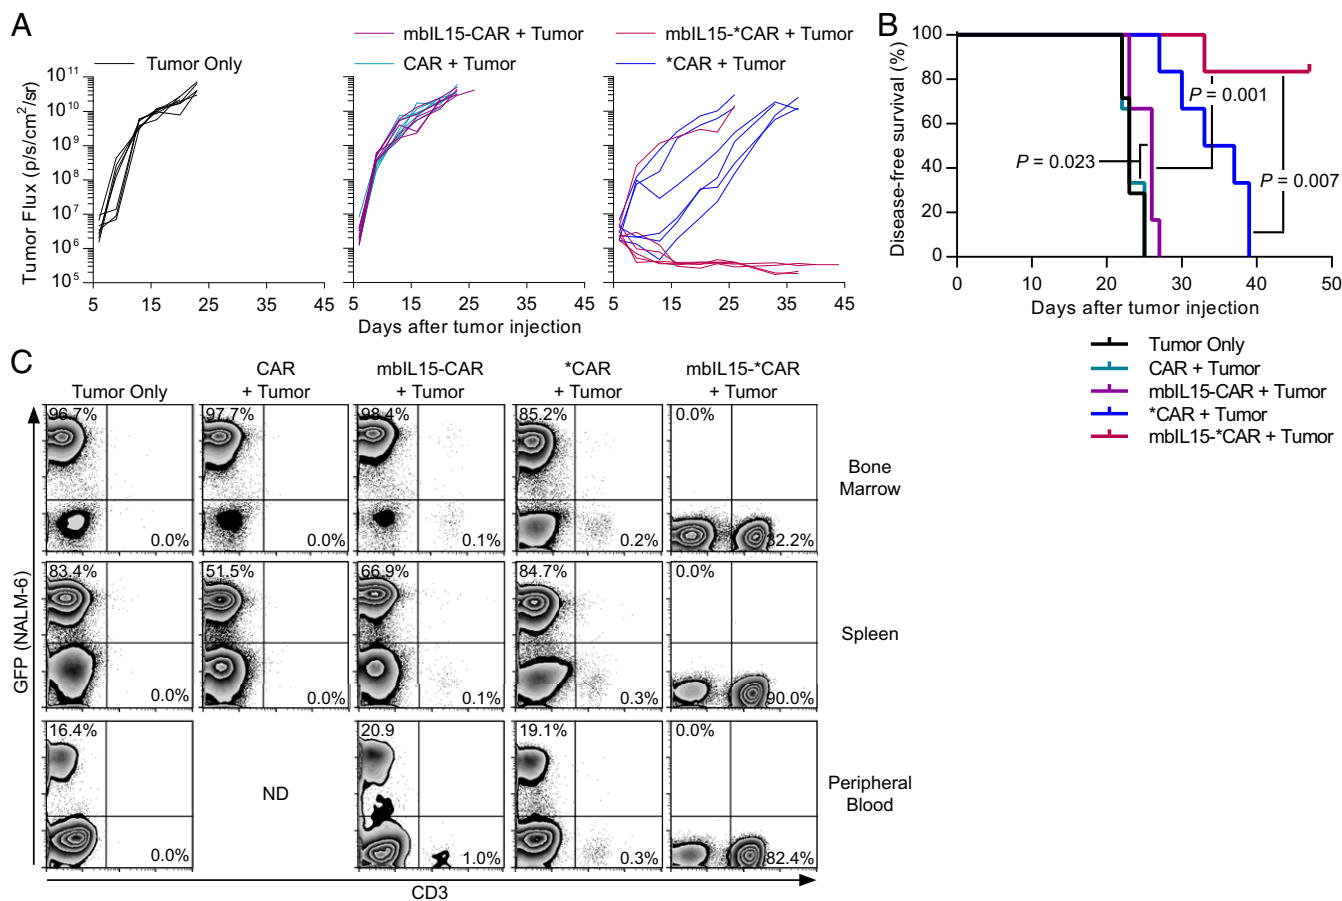 A
Tumor Only
mbIL15-CAR + Tumor
CAR + Tumor
mbIL15-*CAR + Tumor
*CAR + Tumor
Tumor Flux (p/s/cm²/sr)
10¹¹
10¹⁰
10⁹
10⁸
10⁷
10⁶
10⁵
5 15 25 35 45
5 15 25 35 45
5 15 25 35 45
Days after tumor injection
B
Disease-free survival (%)
100
80
60
40
20
0
P = 0.001
P = 0.023
P = 0.007
0 10 20 30 40 50
Days after tumor injection
Tumor Only
CAR + Tumor
mbIL15-CAR + Tumor
*CAR + Tumor
mbIL15-*CAR + Tumor
C
Tumor Only
CAR
+ Tumor
mbIL15-CAR
+ Tumor
*CAR
+ Tumor
mbIL15-*CAR
+ Tumor
96.7% 97.7% 98.4% 85.2% 0.0%
0.0% 0.0% 0.1% 0.2% 32.2%
Bone
Marrow
83.4% 51.5% 66.9% 84.7% 0.0%
0.0% 0.0% 0.1% 0.3% 90.0%
Spleen
16.4% 20.9 19.1% 0.0%
ND
0.0% 1.0% 0.3% 82.4%
Peripheral
Blood
GFP (NALM-6)
CD3